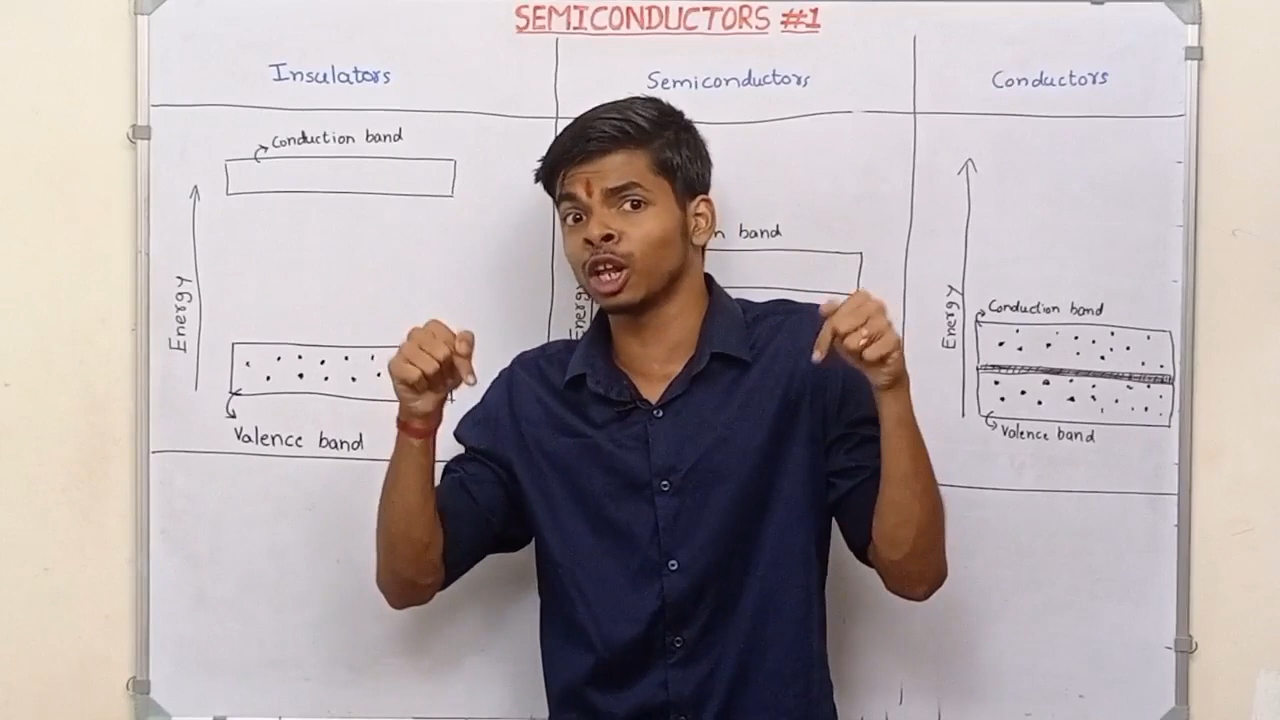 SEMICONDUCTORS #1
Insulators
Semiconductors
Conductors
Conduction band
Energy
Valence band
band
Energy
Energy
Conduction band
Valence band